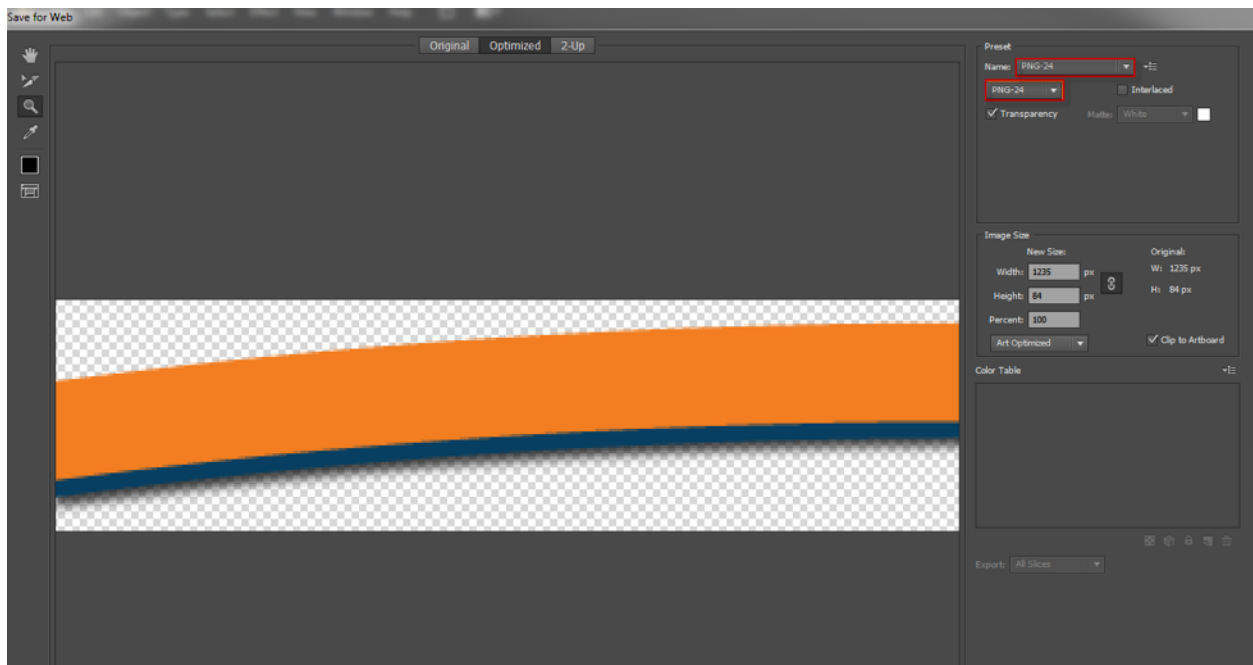 Save for Web
Original Optimized 2-Up
Preset
Name: PNG-24
PNG-24 Interlaced
Transparency Matte: White
Image Size
New Size: Original:
Width: 1235 px W: 1235 px
Height: 84 px H: 84 px
Percent: 100
Art Optimized Clip to Artboard
Color Table
Export: All Slices